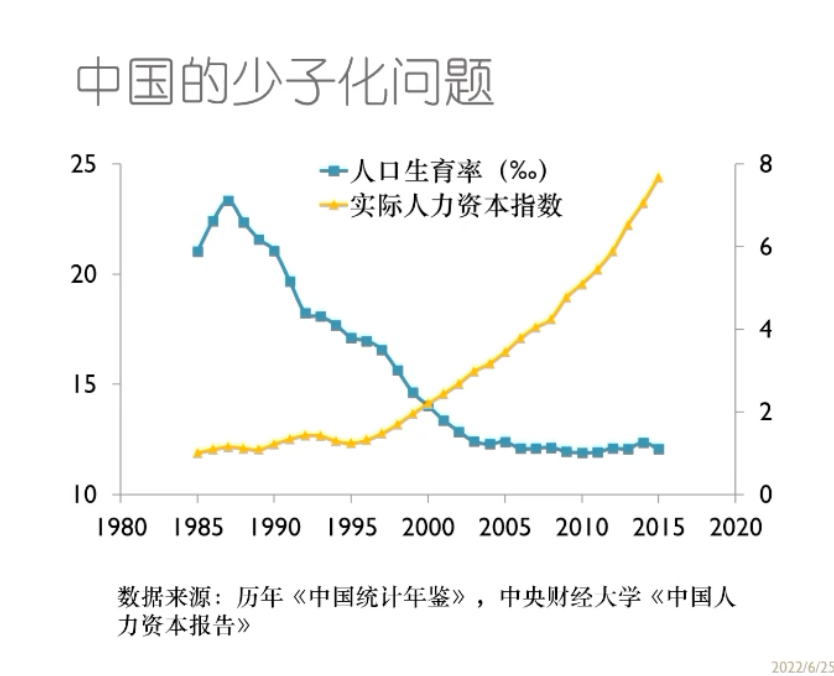 中国的少子化问题
人口生育率（‰）
实际人力资本指数
25
20
15
10
8
6
4
2
0
1980 1985 1990 1995 2000 2005 2010 2015 2020
数据来源：历年《中国统计年鉴》，中央财经大学《中国人
力资本报告》
2022/6/25